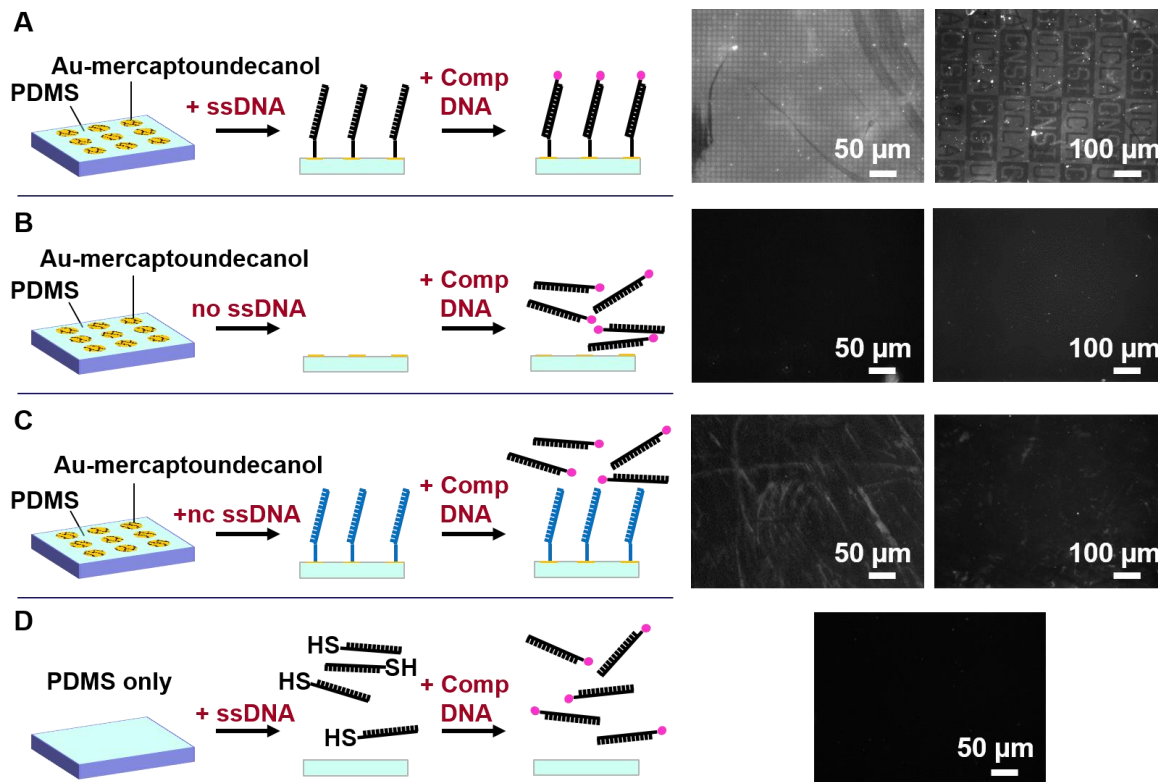 A
Au-mercaptoundecanol
PDMS
+ ssDNA
+ Comp
DNA
50 µm
100 µm
B
Au-mercaptoundecanol
PDMS
no ssDNA
+ Comp
DNA
50 µm
100 µm
C
Au-mercaptoundecanol
PDMS
+nc ssDNA
+ Comp
DNA
50 µm
100 µm
D
PDMS only
+ ssDNA
HS
SH
HS
HS
+ Comp
DNA
50 µm